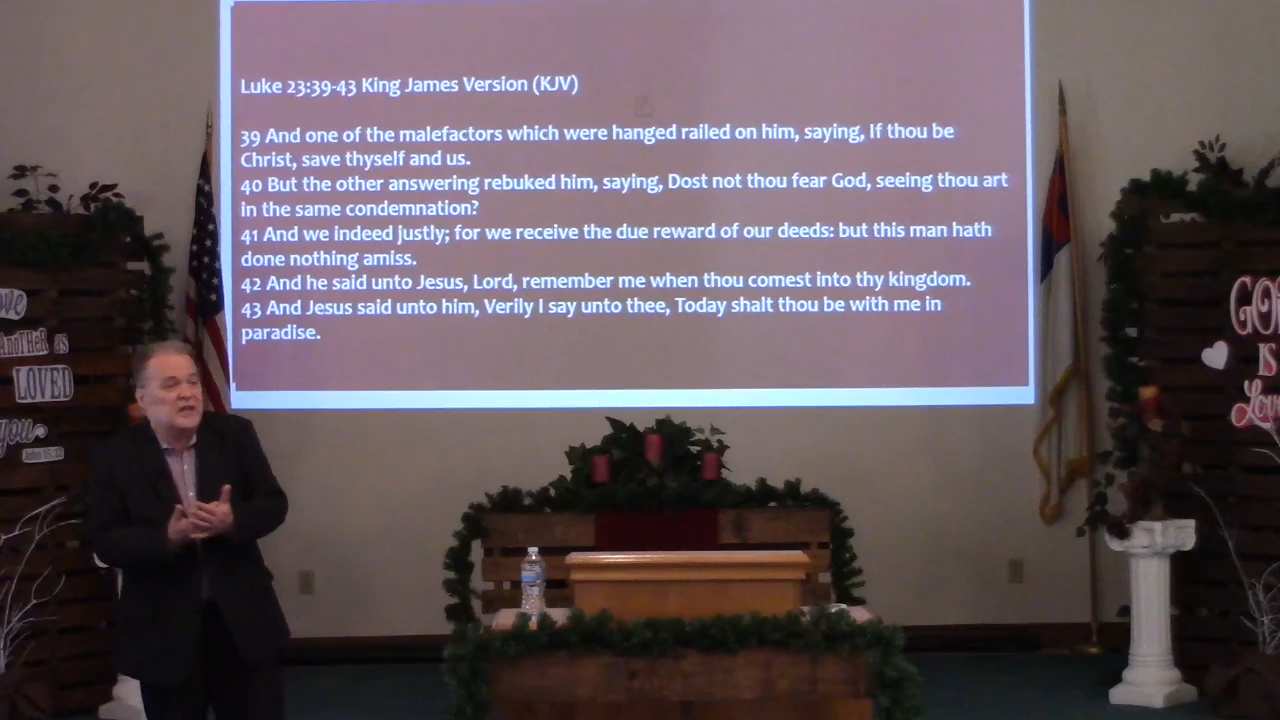 Luke 23:39-43 King James Version (KJV)
39 And one of the malefactors which were hanged railed on him, saying, If thou be
Christ, save thyself and us.
40 But the other answering rebuked him, saying, Dost not thou fear God, seeing thou art
in the same condemnation?
41 And we indeed justly; for we receive the due reward of our deeds: but this man hath
done nothing amiss.
42 And he said unto Jesus, Lord, remember me when thou comest into thy kingdom.
43 And Jesus said unto him, Verily I say unto thee, Today shalt thou be with me in
paradise.
AnoTHeR as
LOVED
you
IS